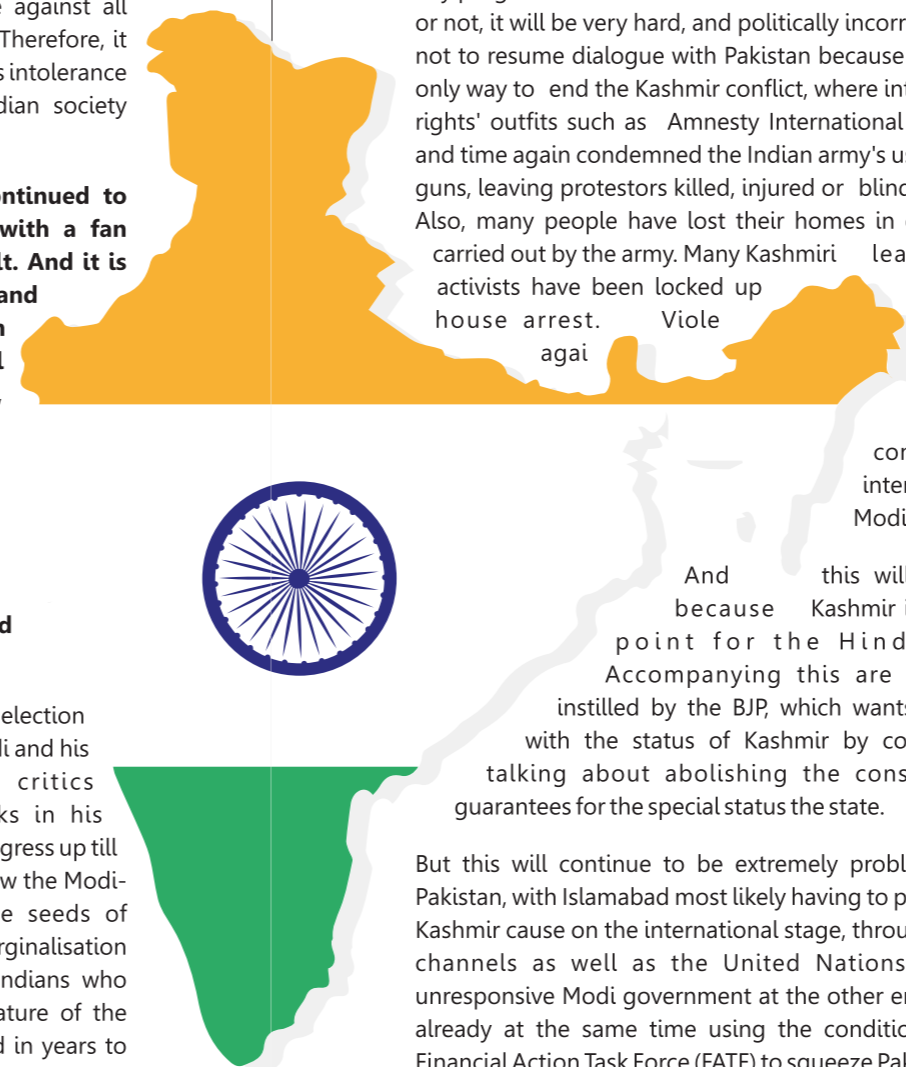 against all
Therefore, it
intolerance
society
ontinued to
with a fan
lt. And it is
and
election
di and his
critics
in his
gress up till
w the Modi-
e seeds of
rginalisation
ndians who
ature of the
in years to
or not, it will be very hard, and politically incorr
not to resume dialogue with Pakistan because
only way to end the Kashmir conflict, where int
rights' outfits such as Amnesty International
and time again condemned the Indian army's us
guns, leaving protestors killed, injured or blind
Also, many people have lost their homes in
carried out by the army. Many Kashmiri lea
activists have been locked up
house arrest. Viole
agai
con
inter
Modi
And this will
because Kashmir i
point for the Hind
Accompanying this are
instilled by the BJP, which wants
with the status of Kashmir by co
talking about abolishing the cons
guarantees for the special status the state.
But this will continue to be extremely probl
Pakistan, with Islamabad most likely having to p
Kashmir cause on the international stage, throu
channels as well as the United Nations
unresponsive Modi government at the other en
already at the same time using the conditio
Financial Action Task Force (FATF) to squeeze Pak